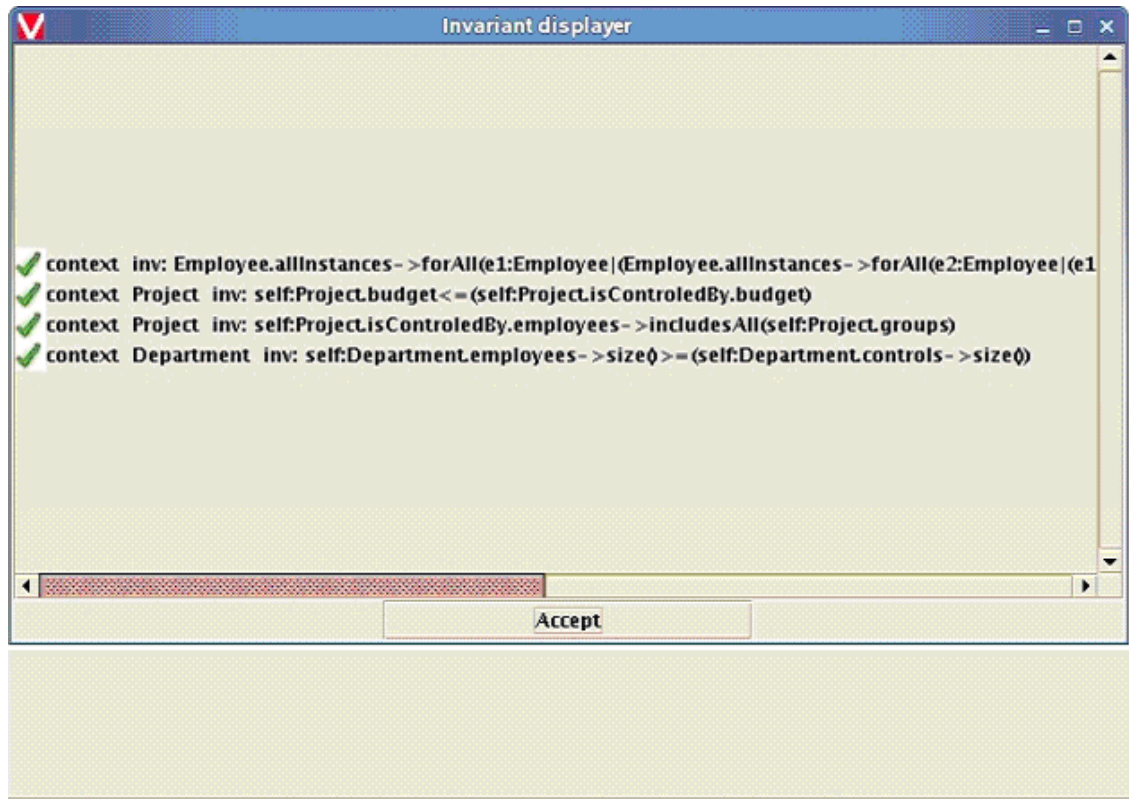 Invariant displayer
context inv: Employee.allInstances->forAll(e1:Employee|(Employee.allInstances->forAll(e2:Employee|(e1
context Project inv: self:Project.budget<=(self:Project.isControledBy.budget)
context Project inv: self:Project.isControledBy.employees->includesAll(self:Project.groups)
context Department inv: self:Department.employees->size()>=(self:Department.controls->size())
Accept